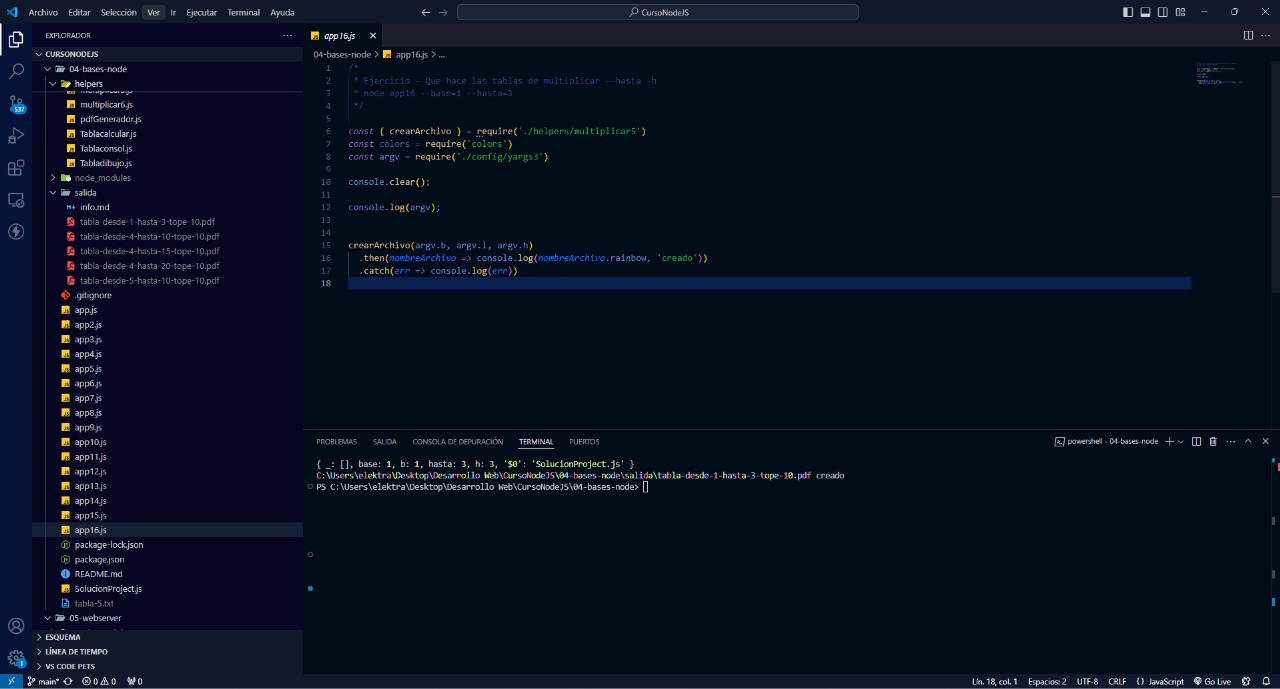 Archivo Editar Selección Ver Ir Ejecutar Terminal Ayuda
CursoNodeJS
EXPLORADOR
CURSONODEJS
04-bases-node
helpers
multiplicar6.js
pdfGenerador.js
Tablacalcular.js
Tablaconsol.js
Tabladibujo.js
node_modules
salida
info.md
tabla-desde-1-hasta-3-tope-10.pdf
tabla-desde-4-hasta-10-tope-10.pdf
tabla-desde-4-hasta-15-tope-10.pdf
tabla-desde-4-hasta-20-tope-10.pdf
tabla-desde-5-hasta-10-tope-10.pdf
.gitignore
app.js
app2.js
app3.js
app4.js
app5.js
app6.js
app7.js
app8.js
app9.js
app10.js
app11.js
app12.js
app13.js
app14.js
app15.js
app16.js
package-lock.json
package.json
README.md
SolucionProject.js
tabla-5.txt
05-webserver
ESQUEMA
LÍNEA DE TIEMPO
VS CODE PETS
537
1
app16.js
04-bases-node > app16.js > ...
1 /*
2 * Ejercicio - Que hace las tablas de multiplicar --hasta -h
3 * node app16 --base=1 --hasta=3
4 */
5
6 const { crearArchivo } = require('./helpers/multiplicar5')
7 const colors = require('colors')
8 const argv = require('./config/yargs3')
9
10 console.clear();
11
12 console.log(argv);
13
14
15 crearArchivo(argv.b, argv.l, argv.h)
16 .then(nombreArchivo => console.log(nombreArchivo.rainbow, 'creado'))
17 .catch(err => console.log(err))
18
PROBLEMAS SALIDA CONSOLA DE DEPURACIÓN TERMINAL PUERTOS
powershell - 04-bases-node
{ _: [], base: 1, b: 1, hasta: 3, h: 3, '$0': 'SolucionProject.js' }
C:\Users\elektra\Desktop\Desarrollo Web\CursoNodeJS\04-bases-node\salida\tabla-desde-1-hasta-3-tope-10.pdf creado
PS C:\Users\elektra\Desktop\Desarrollo Web\CursoNodeJS\04-bases-node>
main* 0 0 0
Lín. 18, col. 1 Espacios: 2 UTF-8 CRLF {} JavaScript Go Live